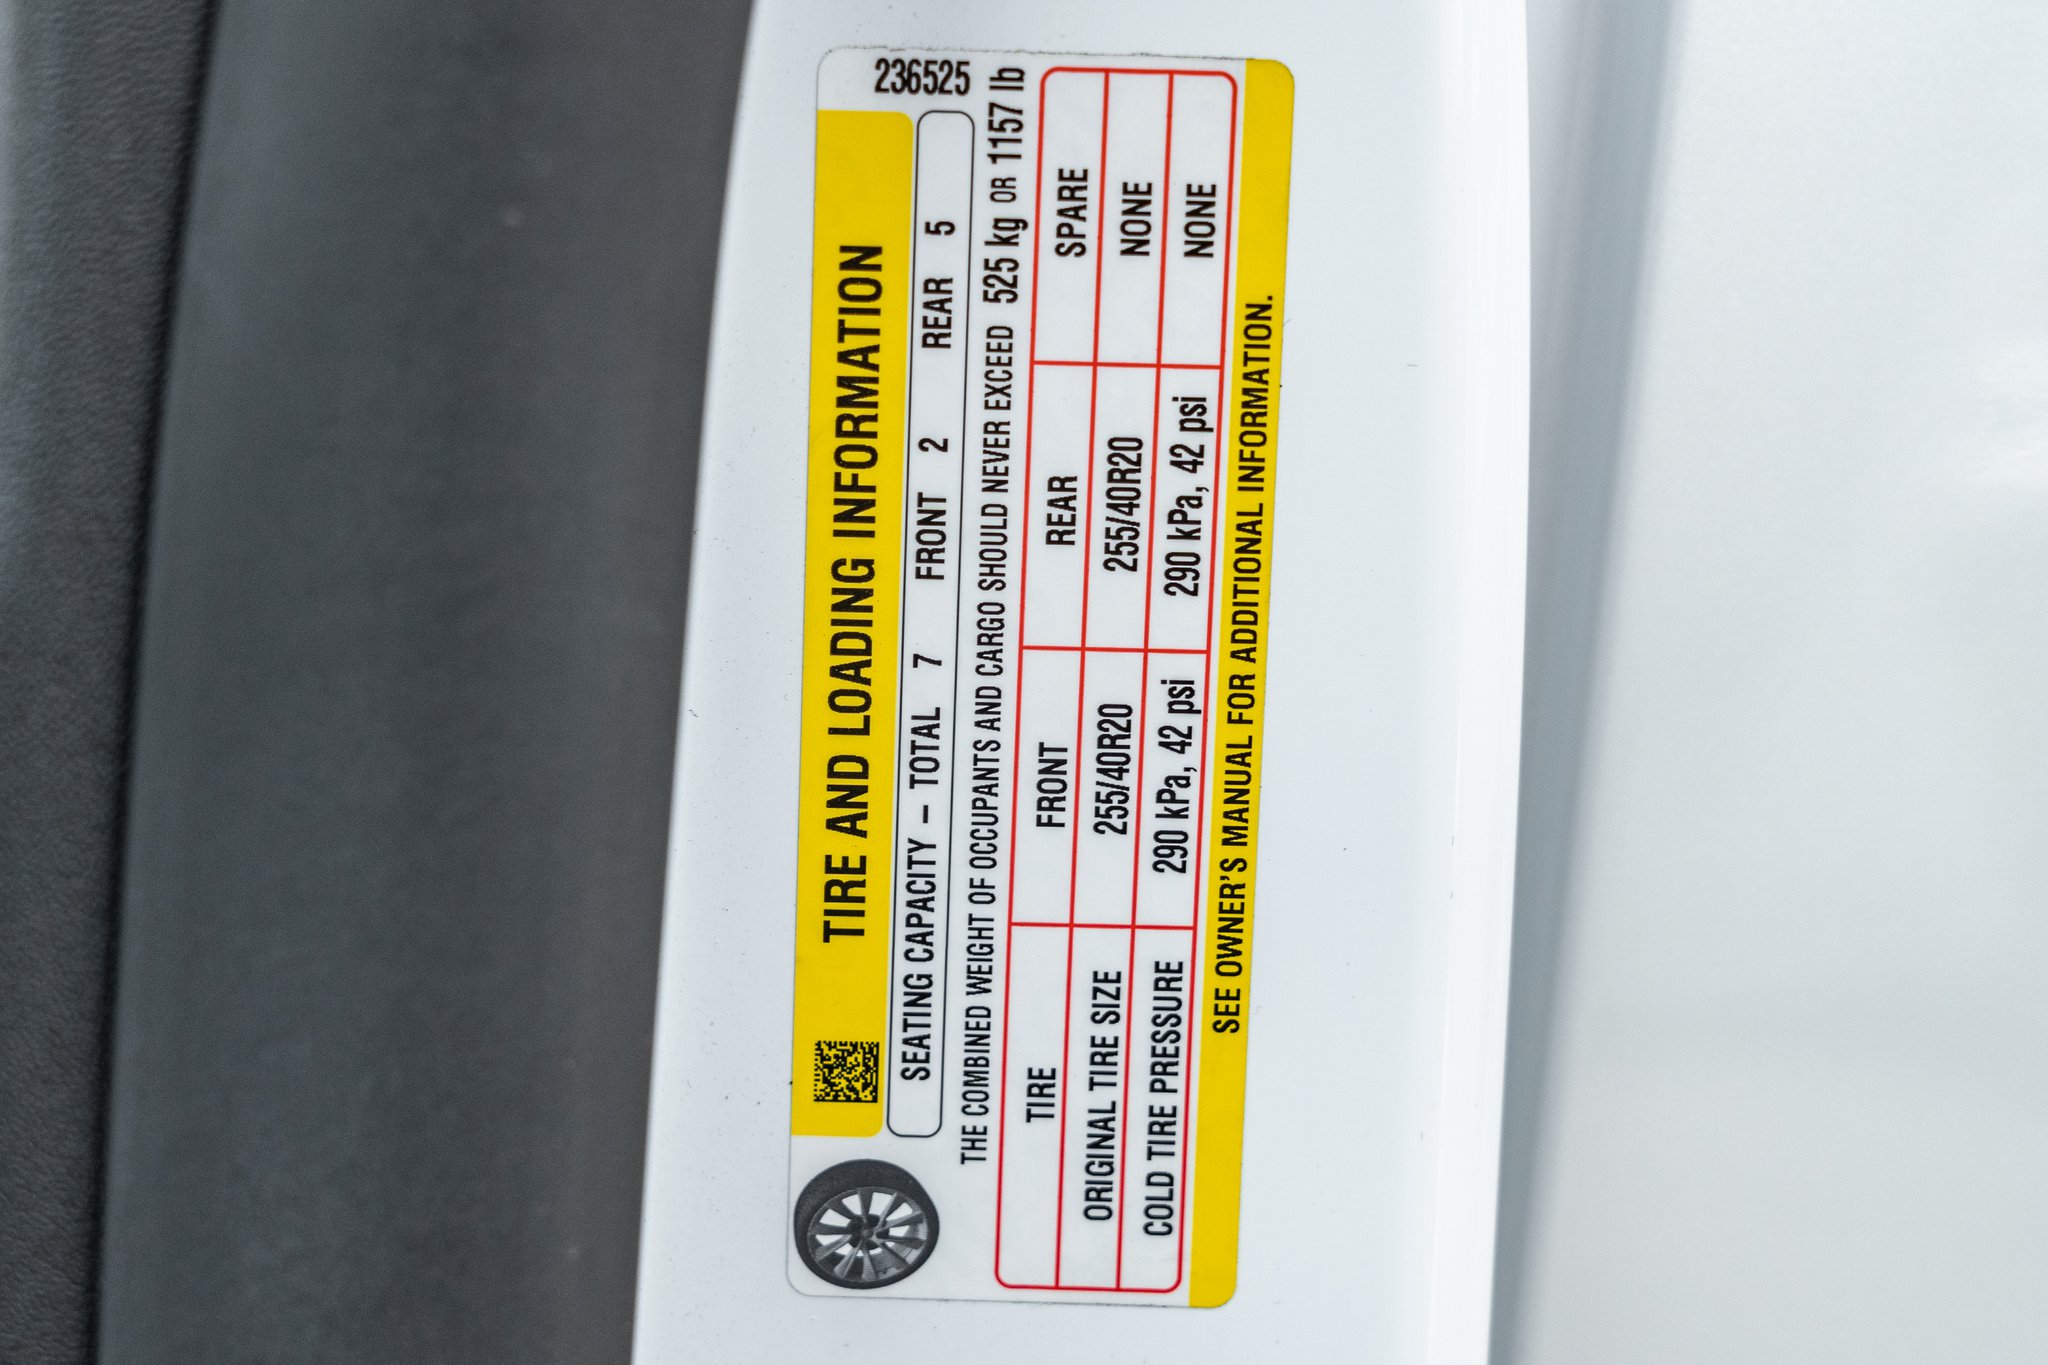 236525
TIRE AND LOADING INFORMATION
SEATING CAPACITY – TOTAL 7 FRONT 2 REAR 5
THE COMBINED WEIGHT OF OCCUPANTS AND CARGO SHOULD NEVER EXCEED 525 kg OR 1157 lb
TIRE FRONT REAR SPARE
ORIGINAL TIRE SIZE 255/40R20 255/40R20 NONE
COLD TIRE PRESSURE 290 kPa, 42 psi 290 kPa, 42 psi NONE
SEE OWNER'S MANUAL FOR ADDITIONAL INFORMATION.